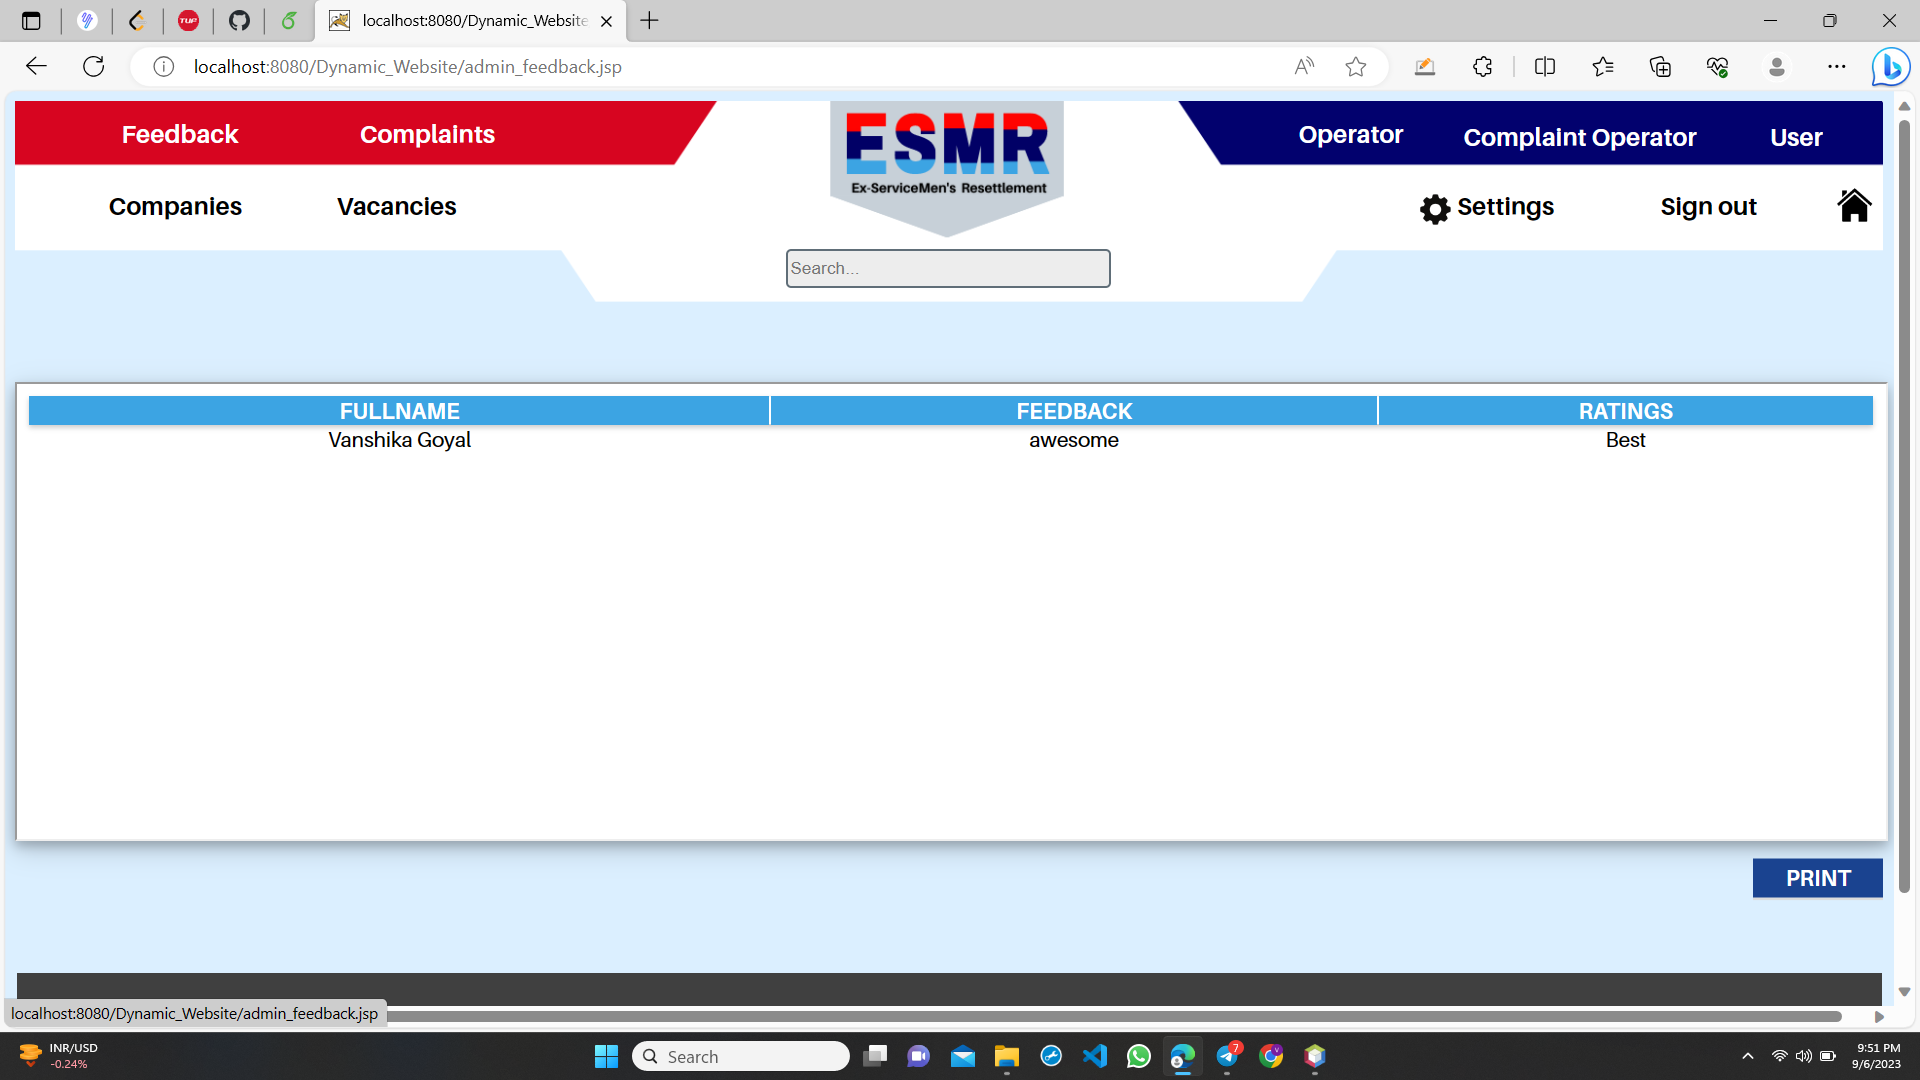 TUF
localhost:8080/Dynamic_Website
localhost:8080/Dynamic_Website/admin_feedback.jsp
Feedback
Complaints
ESMR
Ex-ServiceMen's Resettlement
Operator
Complaint Operator
User
Companies
Vacancies
Settings
Sign out
Search...
FULLNAME FEEDBACK RATINGS
Vanshika Goyal awesome Best
PRINT
localhost:8080/Dynamic_Website/admin_feedback.jsp
INR/USD
-0.24%
Search
7
9:51 PM
9/6/2023